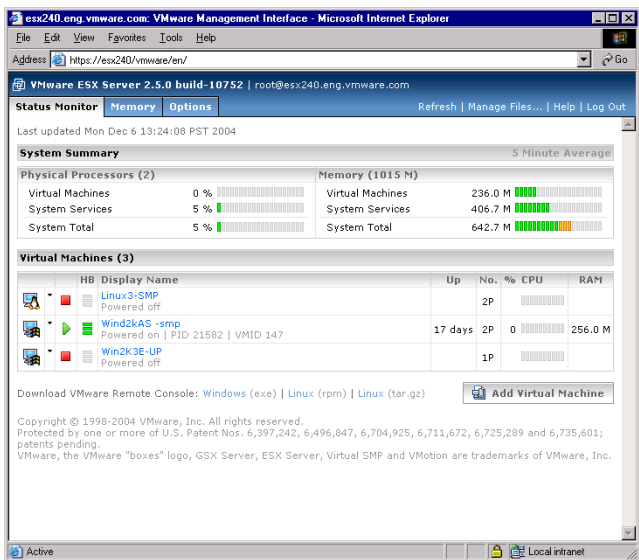 esx240.eng.vmware.com: VMware Management Interface - Microsoft Internet Explorer
File Edit View Favorites Tools Help
Address https://esx240/vmware/en/ Go
VMware ESX Server 2.5.0 build-10752 | root@esx240.eng.vmware.com
Status Monitor Memory Options Refresh | Manage Files... | Help | Log Out
Last updated Mon Dec 6 13:24:08 PST 2004
System Summary 5 Minute Average
Physical Processors (2) Memory (1015 M)
Virtual Machines 0 % Virtual Machines 236.0 M
System Services 5 % System Services 406.7 M
System Total 5 % System Total 642.7 M
Virtual Machines (3)
HB Display Name Up No. % CPU RAM
Linux3-SMP
Powered off 2P
Wind2kAS -smp
Powered on | PID 21582 | VMID 147 17 days 2P 0 256.0 M
Win2K3E-UP
Powered off 1P
Download VMware Remote Console: Windows (exe) | Linux (rpm) | Linux (tar.gz) Add Virtual Machine
Copyright © 1998-2004 VMware, Inc. All rights reserved.
Protected by one or more of U.S. Patent Nos. 6,397,242, 6,496,847, 6,704,925, 6,711,672, 6,725,289 and 6,735,601;
patents pending.
VMware, the VMware "boxes" logo, GSX Server, ESX Server, Virtual SMP and VMotion are trademarks of VMware, Inc.
Active Local intranet